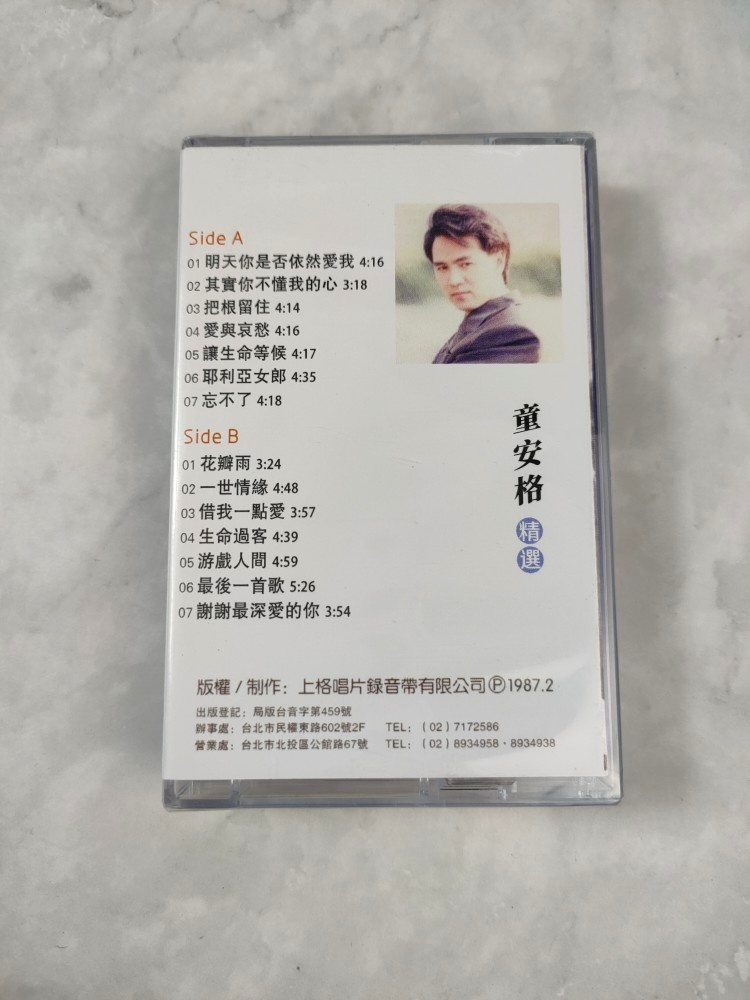 Side A
01 明天你是否依然愛我 4:16
02 其實你不懂我的心 3:18
03 把根留住 4:14
04 愛與哀愁 4:16
05 讓生命等候 4:17
06 耶利亞女郎 4:35
07 忘不了 4:18
Side B
01 花瓣雨 3:24
02 一世情緣 4:48
03 借我一點愛 3:57
04 生命過客 4:39
05 游戲人間 4:59
06 最後一首歌 5:26
07 謝謝最深愛的你 3:54
童安格
精選
版權 / 制作：上格唱片錄音帶有限公司Ⓟ1987.2
出版登記：局版台音字第459號
辦事處：台北市民權東路602號2F TEL：(02) 7172586
營業處：台北市北投區公館路67號 TEL：(02) 8934958・8934938